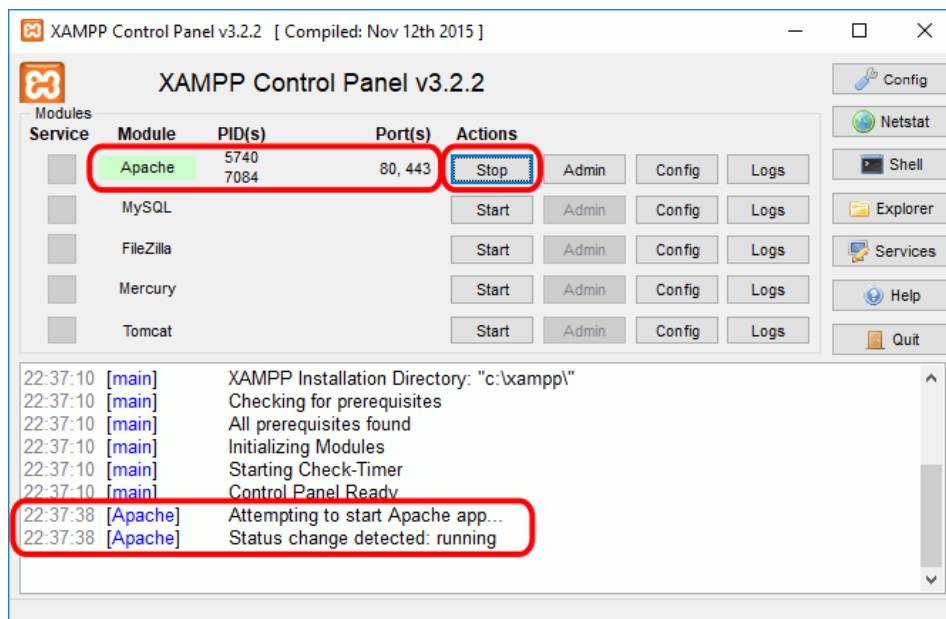 XAMPP Control Panel v3.2.2 [ Compiled: Nov 12th 2015 ]
XAMPP Control Panel v3.2.2
Config
Modules
Service Module PID(s) Port(s) Actions
Netstat
Apache 5740 7084 80, 443 Stop Admin Config Logs
Shell
MySQL Start Admin Config Logs
Explorer
FileZilla Start Admin Config Logs
Services
Mercury Start Admin Config Logs
Help
Tomcat Start Admin Config Logs
Quit
22:37:10 [main] XAMPP Installation Directory: "c:\xampp\"
22:37:10 [main] Checking for prerequisites
22:37:10 [main] All prerequisites found
22:37:10 [main] Initializing Modules
22:37:10 [main] Starting Check-Timer
22:37:10 [main] Control Panel Ready
22:37:38 [Apache] Attempting to start Apache app...
22:37:38 [Apache] Status change detected: running